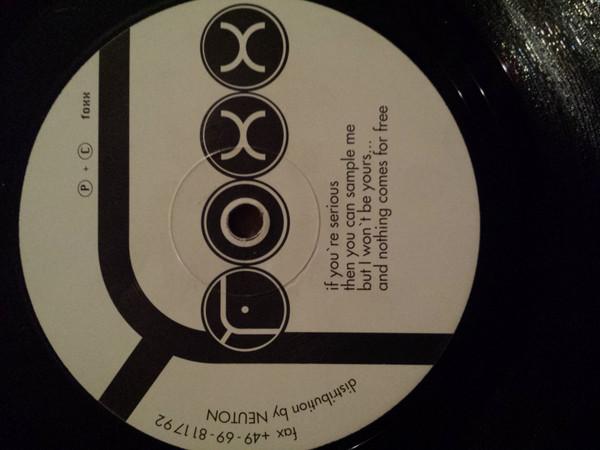 Ⓟ + Ⓒ foxx
foxx
if you're serious
then you can sample me
but I won't be yours...
and nothing comes for free
distribution by NEUTON
fax +49-69-811792